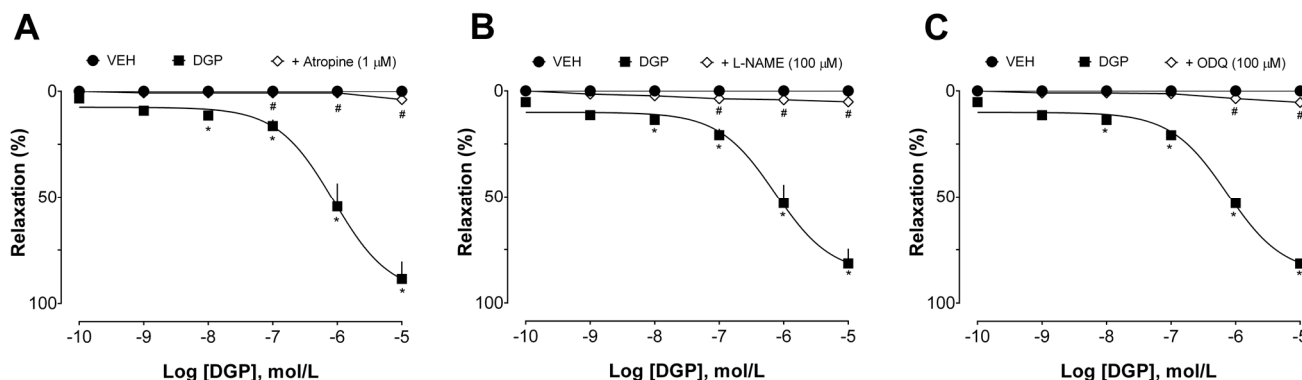 A
VEH DGP + Atropine (1 µM)
0
50
100
Relaxation (%)
# # #
* * * *
-10 -9 -8 -7 -6 -5
Log [DGP], mol/L
B
VEH DGP + L-NAME (100 µM)
0
50
100
Relaxation (%)
# # #
* * * *
-10 -9 -8 -7 -6 -5
Log [DGP], mol/L
C
VEH DGP + ODQ (100 µM)
0
50
100
Relaxation (%)
# #
* * * *
-10 -9 -8 -7 -6 -5
Log [DGP], mol/L